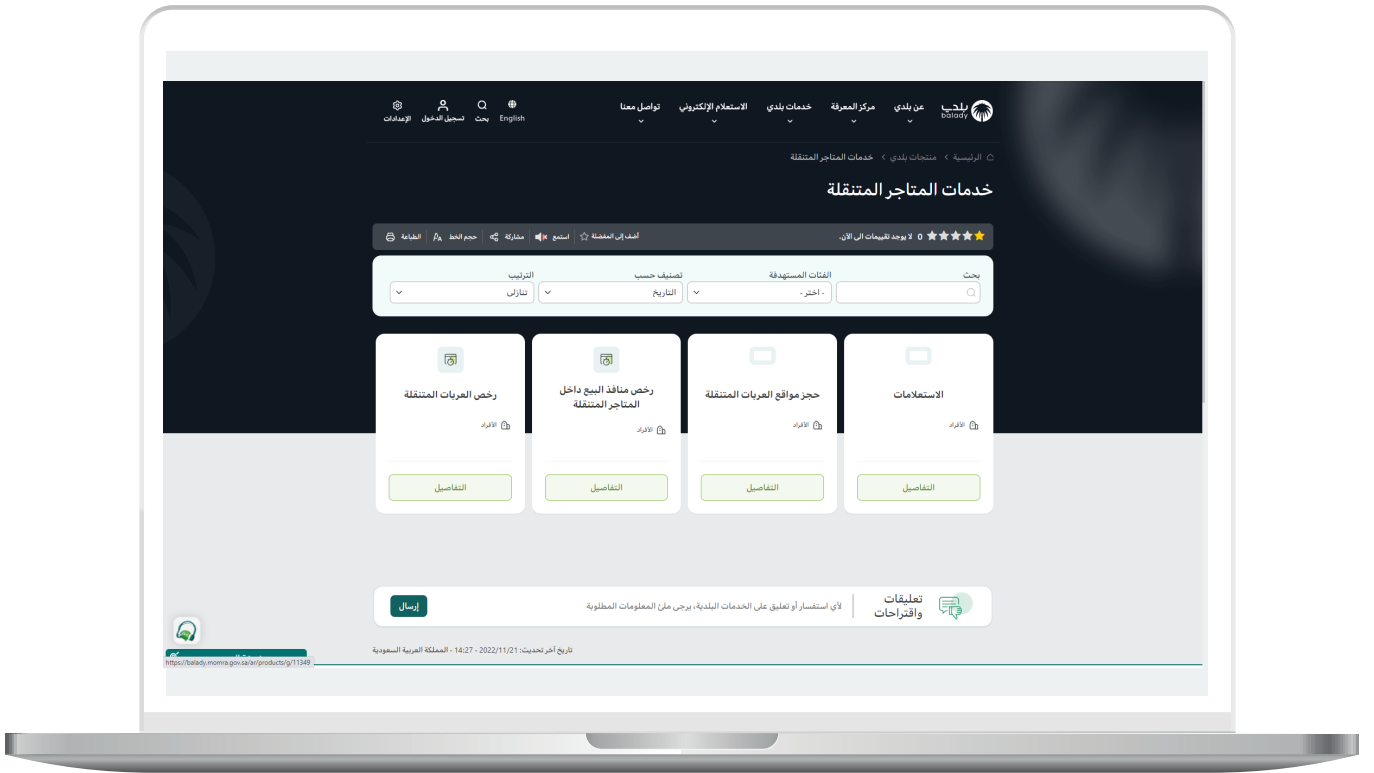 بلدي
balady
عن بلدي
مركز المعرفة
خدمات بلدي
الاستعلام الإلكتروني
تواصل معنا
English
بحث
تسجيل الدخول
الإعدادات
الرئيسية > منتجات بلدي > خدمات المتاجر المتنقلة
خدمات المتاجر المتنقلة
0 لا يوجد تقييمات الى الآن.
أضف إلى المفضلة
استمع
مشاركة
حجم الخط
الطباعة
بحث
الفئات المستهدفة
تصنيف حسب
الترتيب
- اختر -
التاريخ
تنازلى
الاستعلامات
الأفراد
التفاصيل
حجز مواقع العربات المتنقلة
الأفراد
التفاصيل
رخص منافذ البيع داخل
المتاجر المتنقلة
الأفراد
التفاصيل
رخص العربات المتنقلة
الأفراد
التفاصيل
تعليقات
واقتراحات
لأي استفسار أو تعليق على الخدمات البلدية، يرجى ملئ المعلومات المطلوبة
إرسال
تاريخ آخر تحديث: 2022/11/21 - 14:27 - المملكة العربية السعودية
https://balady.momra.gov.sa/ar/products/g/11349